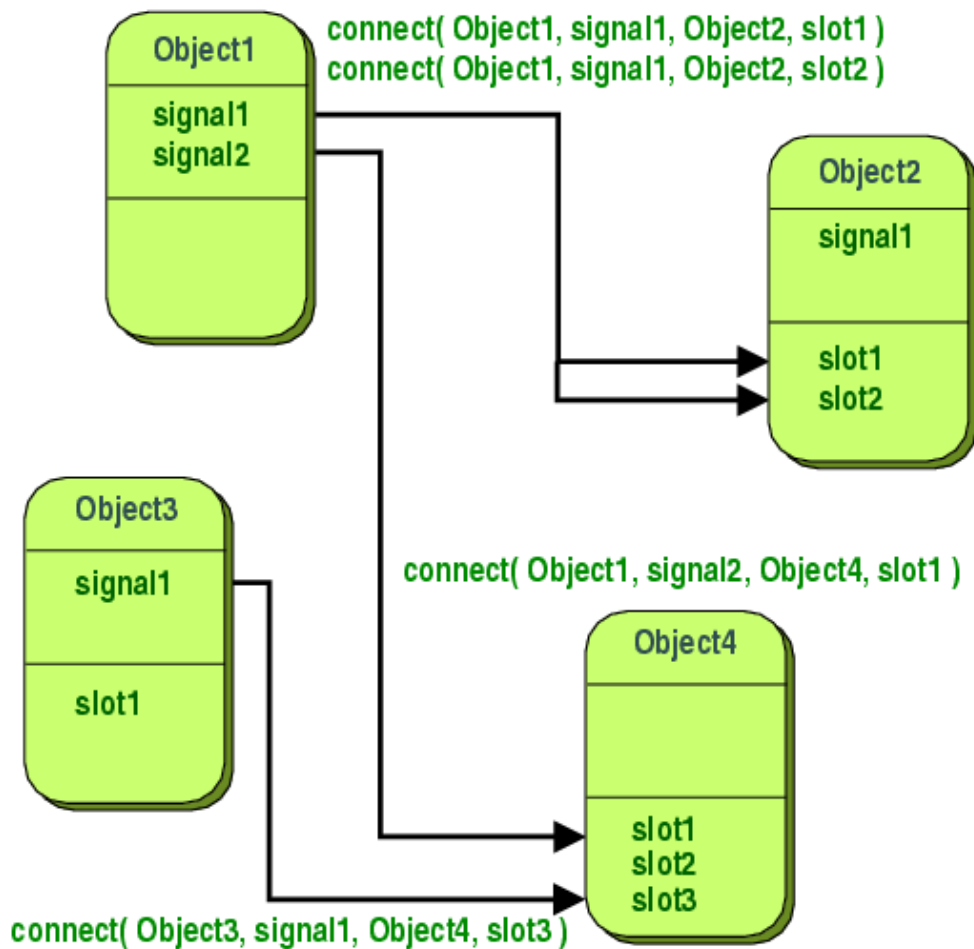 connect( Object1, signal1, Object2, slot1 )
connect( Object1, signal1, Object2, slot2 )
Object1
signal1
signal2
Object2
signal1
slot1
slot2
Object3
signal1
slot1
connect( Object1, signal2, Object4, slot1 )
Object4
slot1
slot2
slot3
connect( Object3, signal1, Object4, slot3 )